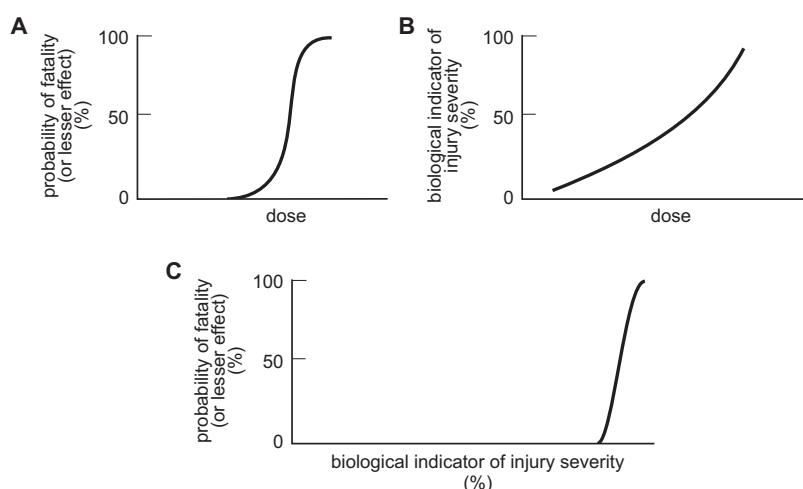 A
probability of fatality
(or lesser effect)
(%)
100
50
0
dose
B
biological indicator of
injury severity
(%)
100
50
0
dose
C
probability of fatality
(or lesser effect)
(%)
100
50
0
biological indicator of injury severity
(%)